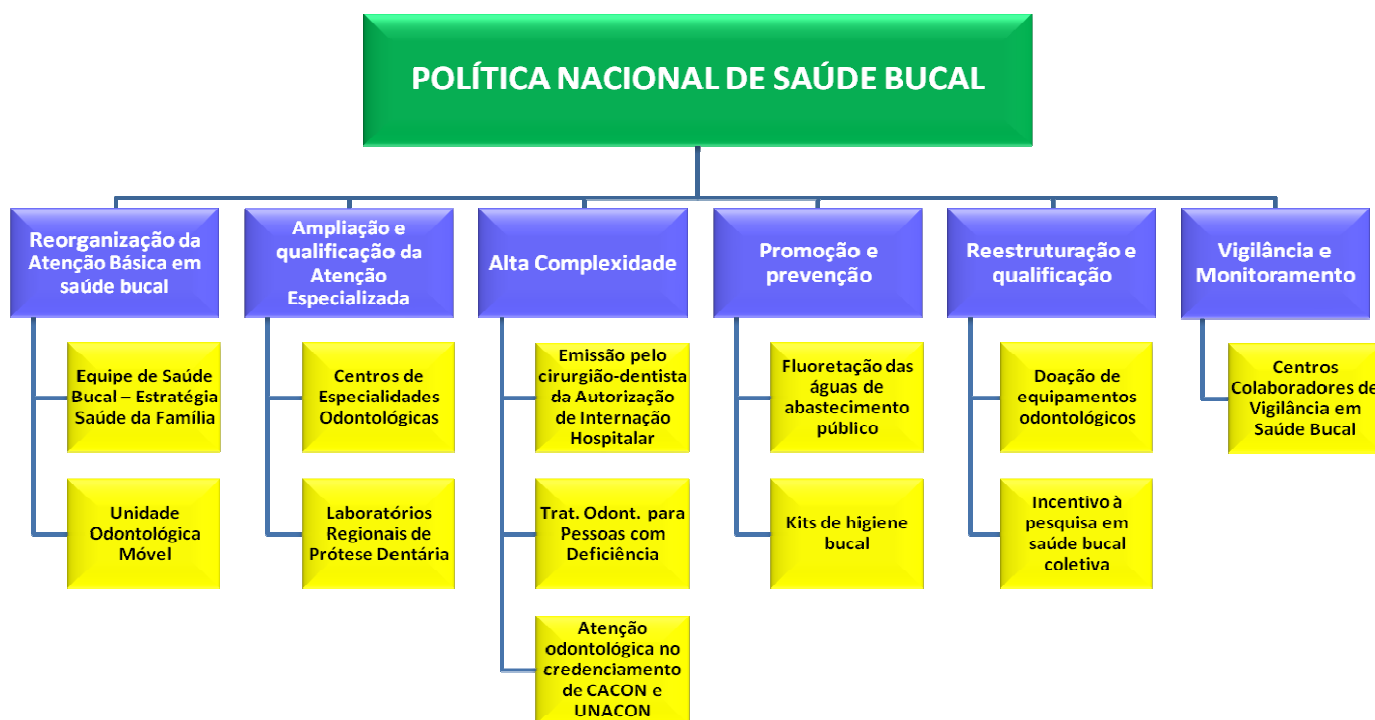 POLÍTICA NACIONAL DE SAÚDE BUCAL
Reorganização da
Atenção Básica em
saúde bucal
Ampliação e
qualificação da
Atenção
Especializada
Alta Complexidade
Promoção e
prevenção
Reestruturação e
qualificação
Vigilância e
Monitoramento
Equipe de Saúde
Bucal – Estratégia
Saúde da Família
Centros de
Especialidades
Odontológicas
Emissão pelo
cirurgião-dentista
da Autorização
de Internação
Hospitalar
Fluoretação das
águas de
abastecimento
público
Doação de
equipamentos
odontológicos
Centros
Colaboradores de
Vigilância em
Saúde Bucal
Unidade
Odontológica
Móvel
Laboratórios
Regionais de
Prótese Dentária
Trat. Odont. para
Pessoas com
Deficiência
Kits de higiene
bucal
Incentivo à
pesquisa em
saúde bucal
coletiva
Atenção
odontológica no
credenciamento
de CACON e
UNACON